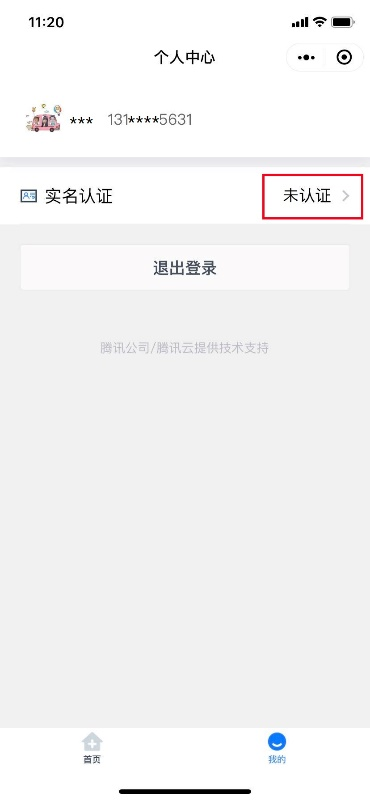 11:20
个人中心
*** 131****5631
实名认证 未认证
退出登录
腾讯公司/腾讯云提供技术支持
首页 我的